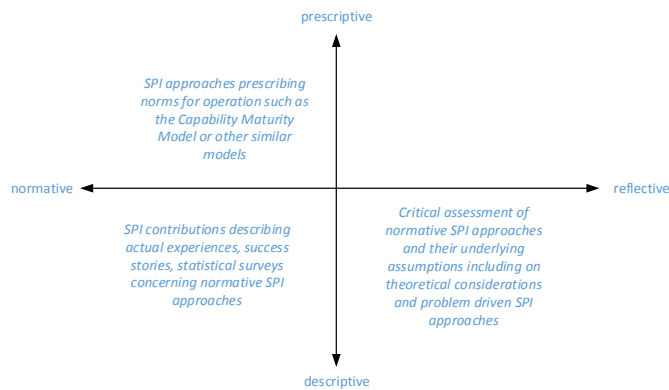 prescriptive
SPI approaches prescribing
norms for operation such as
the Capability Maturity
Model or other similar
models
normative
reflective
SPI contributions describing
actual experiences, success
stories, statistical surveys
concerning normative SPI
approaches
Critical assessment of
normative SPI approaches
and their underlying
assumptions including on
theoretical considerations
and problem driven SPI
approaches
descriptive